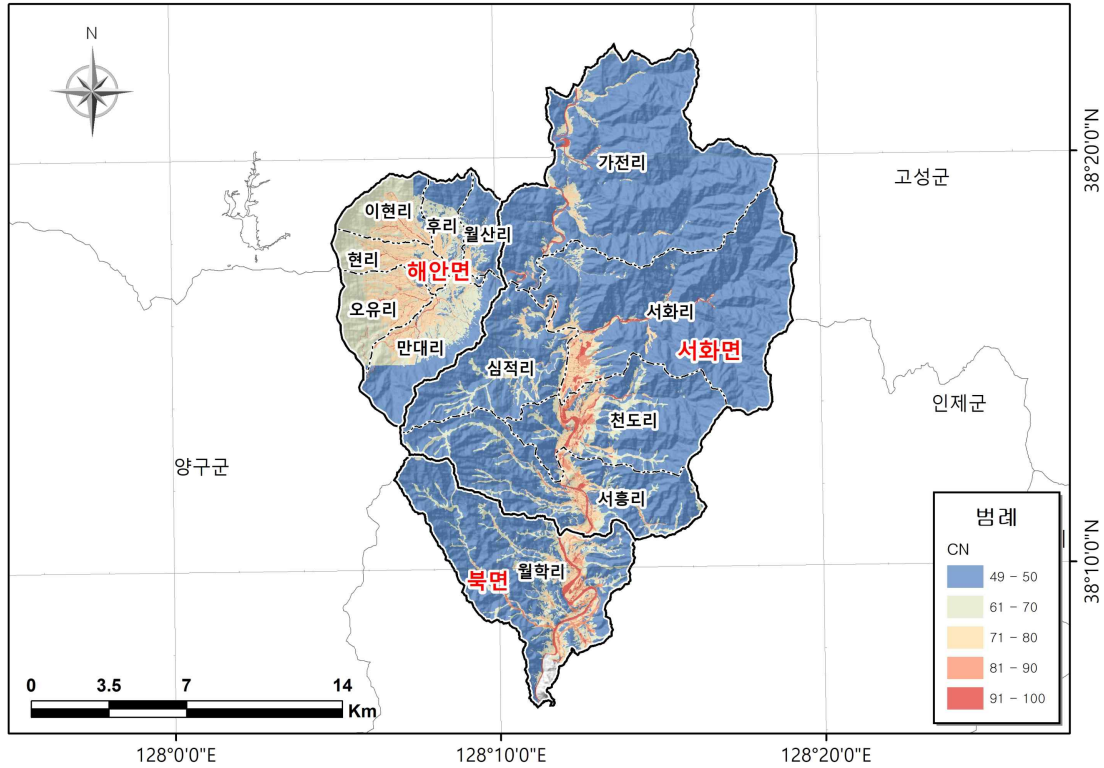 N
38°20'0"N
고성군
가전리
이현리
후리
월산리
현리
해안면
오유리
만대리
서화리
서화면
심적리
천도리
인제군
양구군
서흥리
38°10'0"N
월학리
북면
범례
CN
49 - 50
61 - 70
71 - 80
81 - 90
91 - 100
0 3.5 7 14
Km
128°0'0"E 128°10'0"E 128°20'0"E